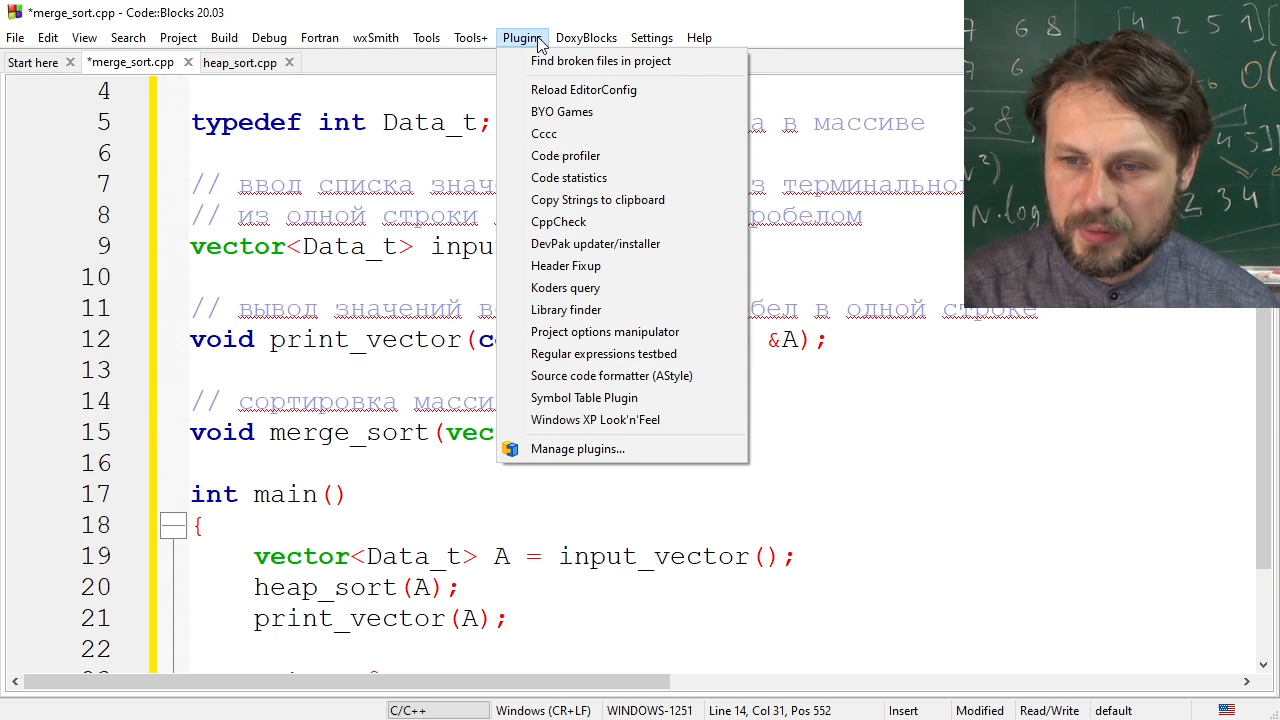 *merge_sort.cpp - Code::Blocks 20.03
File Edit View Search Project Build Debug Fortran wxSmith Tools Tools+ Plugins DoxyBlocks Settings Help
Start here *merge_sort.cpp heap_sort.cpp
Find broken files in project
Reload EditorConfig
BYO Games
Cccc
Code profiler
Code statistics
Copy Strings to clipboard
CppCheck
DevPak updater/installer
Header Fixup
Koders query
Library finder
Project options manipulator
Regular expressions testbed
Source code formatter (AStyle)
Symbol Table Plugin
Windows XP Look'n'Feel
Manage plugins...
4
5 typedef int Data_t; в массиве
6
7 // ввод списка
8 // из одной строки
9 vector<Data_t>
10
11 // вывод значений в одной строке
12 void print_vector( &A);
13
14 // сортировка
15 void merge_sort(
16
17 int main()
18 {
19 vector<Data_t> A = input_vector();
20 heap_sort(A);
21 print_vector(A);
22
C/C++ Windows (CR+LF) WINDOWS-1251 Line 14, Col 31, Pos 552 Insert Modified Read/Write default